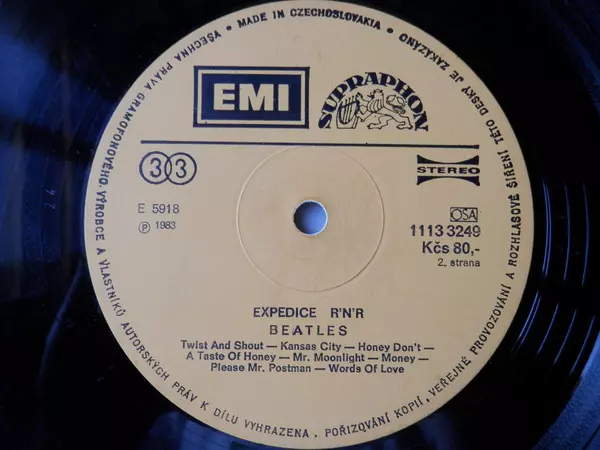 VŠECHNA PRÁVA GRAMOFONOVÉHO VÝROBCE A VLASTNÍKŮ AUTORSKÝCH PRÁV K DÍLU VYHRAZENA. POŘIZOVÁNÍ KOPIÍ, VEŘEJNÉ PROVOZOVÁNÍ A ROZHLASOVÉ ŠÍŘENÍ TÉTO DESKY JE ZAKÁZÁNO
• MADE IN CZECHOSLOVAKIA •
EMI
SUPRAPHON
33
STEREO
E 5918
Ⓟ 1983
OSA
1113 3249
Kčs 80,-
2. strana
EXPEDICE R'N'R
BEATLES
Twist And Shout — Kansas City — Honey Don't —
A Taste Of Honey — Mr. Moonlight — Money —
Please Mr. Postman — Words Of Love